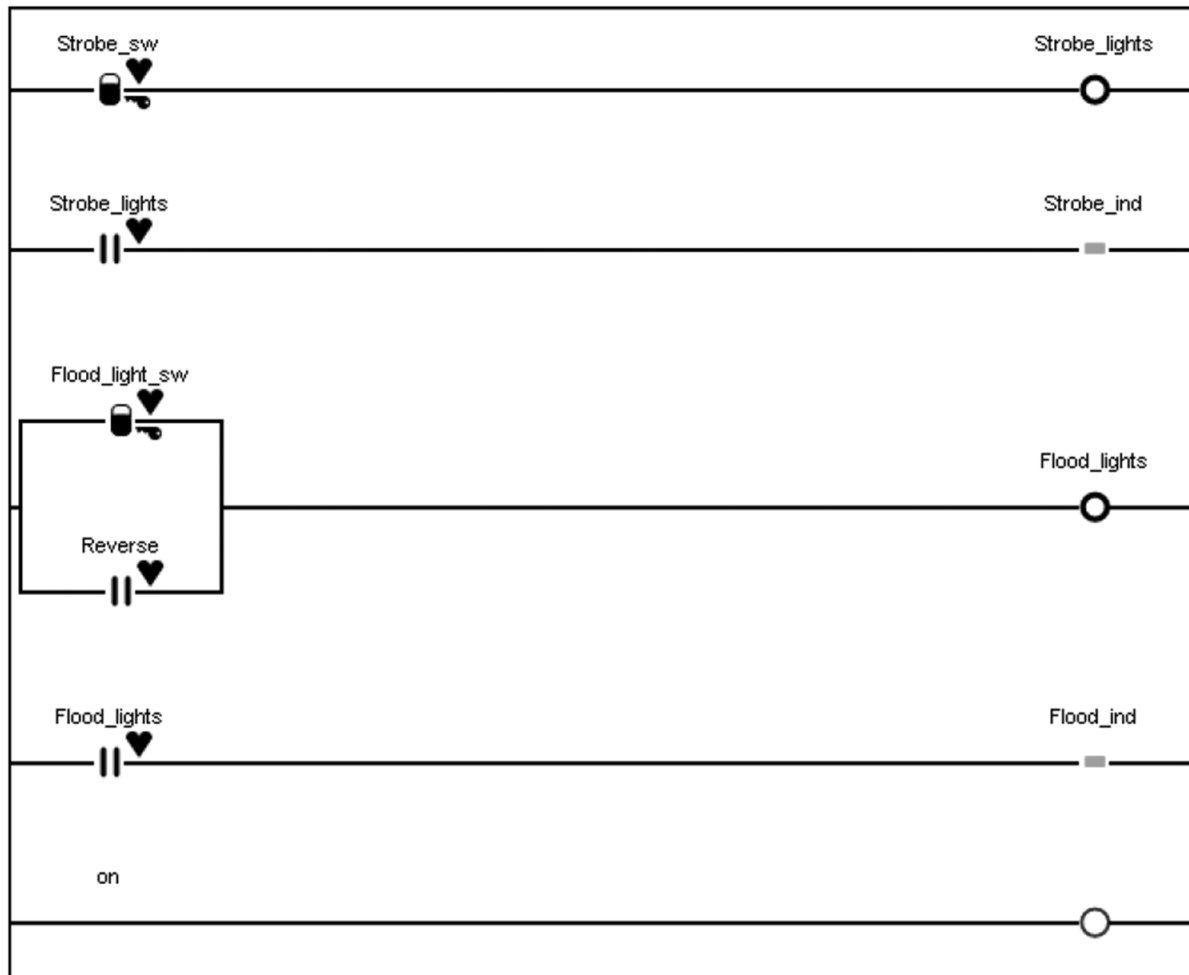 Strobe_sw
Strobe_lights
Strobe_lights
Strobe_ind
Flood_light_sw
Flood_lights
Reverse
Flood_lights
Flood_ind
on